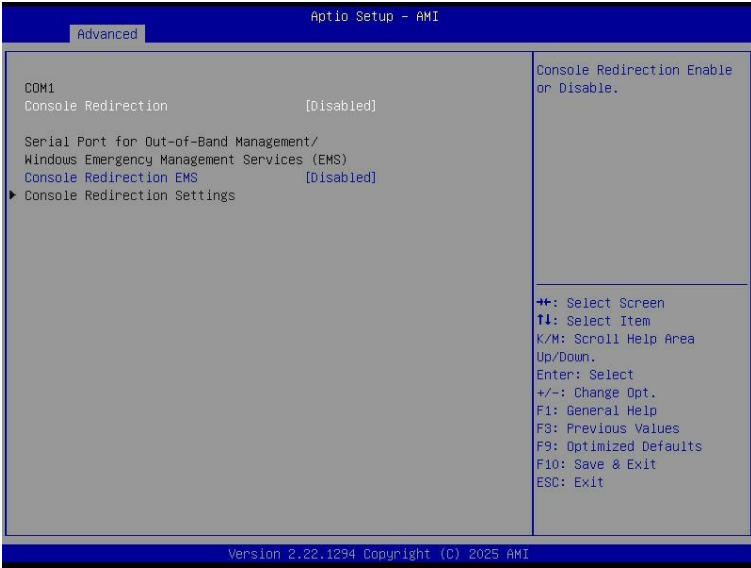 Aptio Setup - AMI
Advanced
COM1
Console Redirection [Disabled]
Serial Port for Out-of-Band Management/
Windows Emergency Management Services (EMS)
Console Redirection EMS [Disabled]
Console Redirection Settings
Console Redirection Enable
or Disable.
→←: Select Screen
↑↓: Select Item
K/M: Scroll Help Area
Up/Down.
Enter: Select
+/-: Change Opt.
F1: General Help
F3: Previous Values
F9: Optimized Defaults
F10: Save & Exit
ESC: Exit
Version 2.22.1294 Copyright (C) 2025 AMI